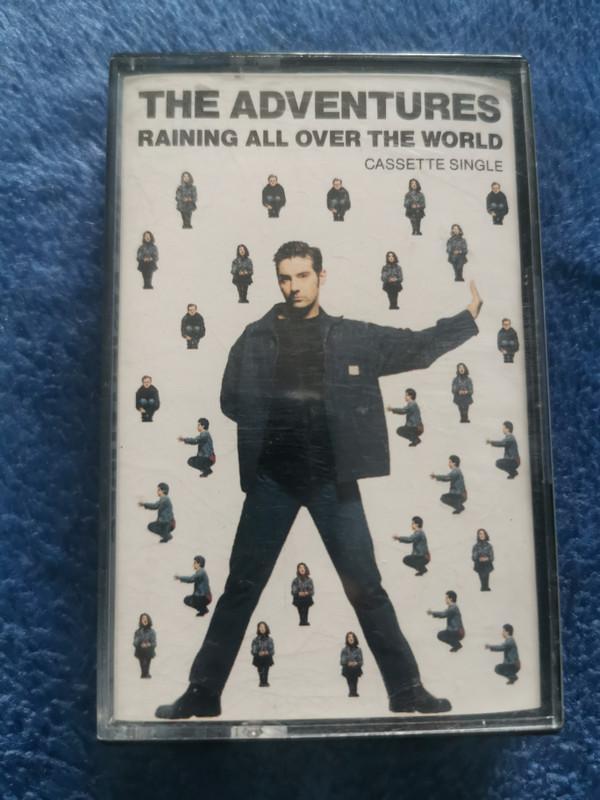 THE ADVENTURES
RAINING ALL OVER THE WORLD
CASSETTE SINGLE